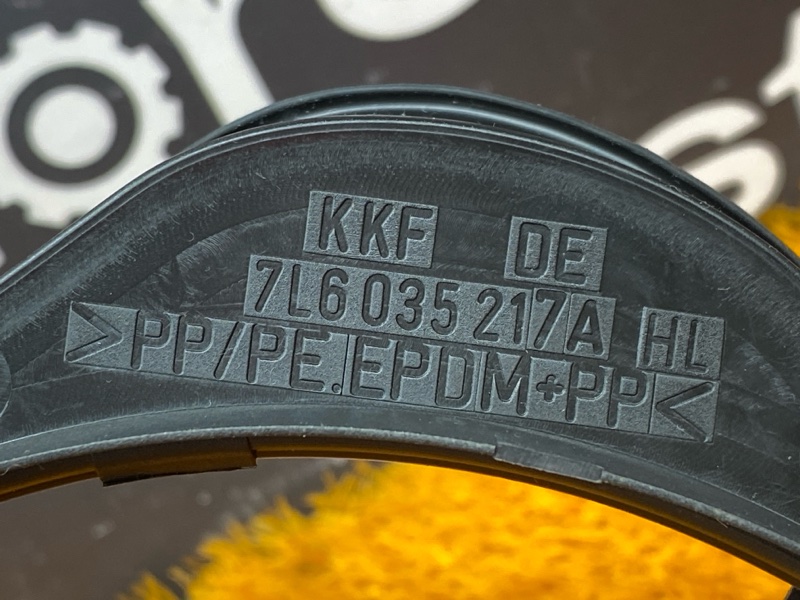 KKF DE
7L6 035 217A HL
>PP/PE.EPDM+PP<